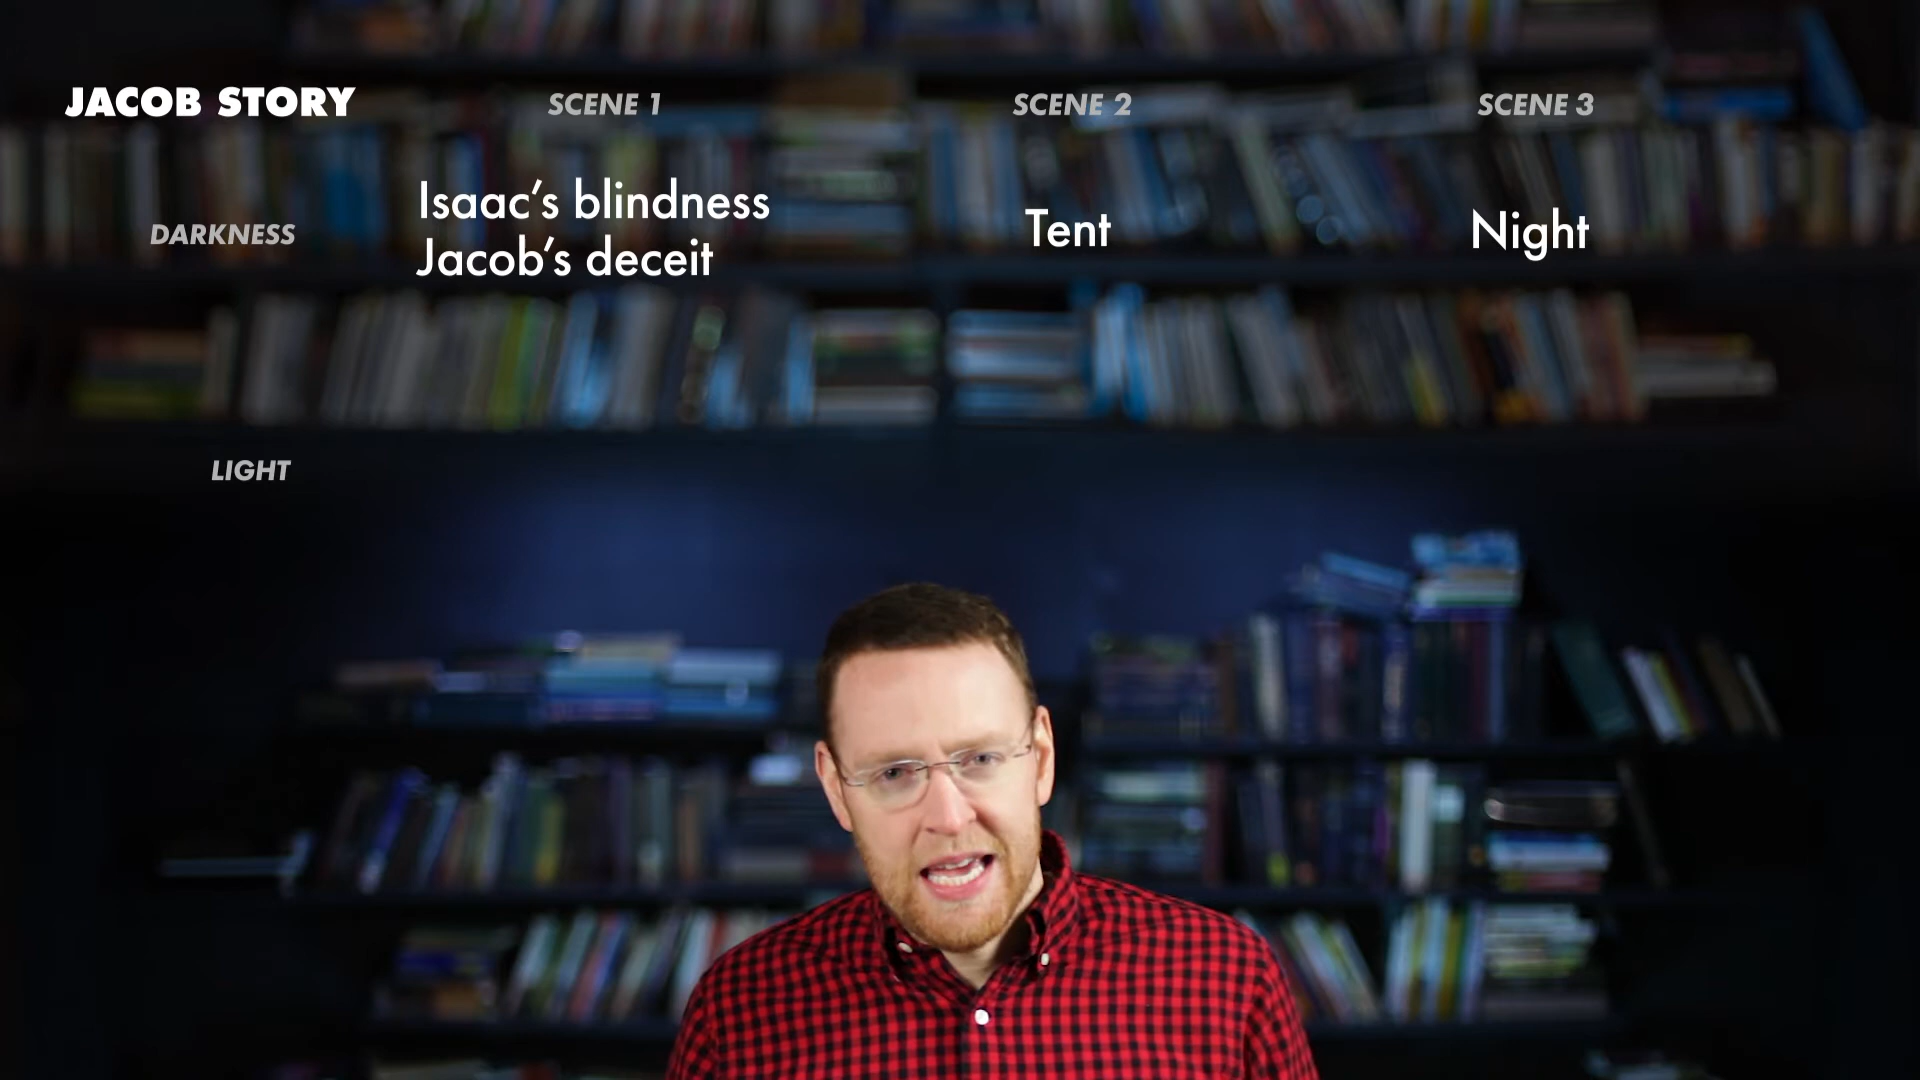 JACOB STORY
SCENE 1
SCENE 2
SCENE 3
DARKNESS
Isaac’s blindness
Jacob’s deceit
Tent
Night
LIGHT